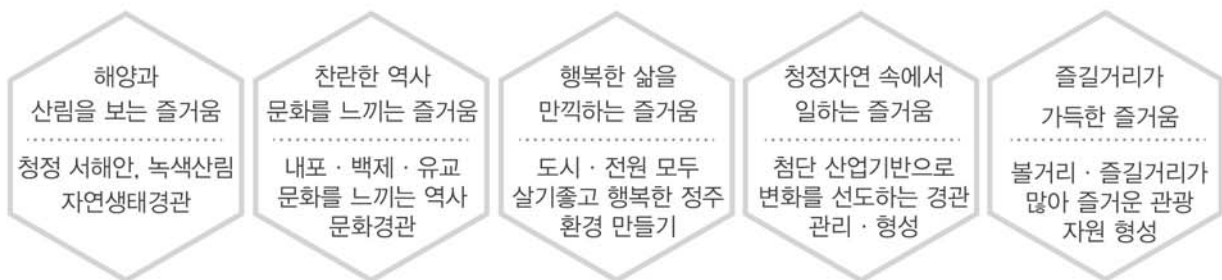 해양과
산림을 보는 즐거움
청정 서해안, 녹색산림
자연생태경관
찬란한 역사
문화를 느끼는 즐거움
내포 · 백제 · 유교
문화를 느끼는 역사
문화경관
행복한 삶을
만끽하는 즐거움
도시 · 전원 모두
살기좋고 행복한 정주
환경 만들기
청정자연 속에서
일하는 즐거움
첨단 산업기반으로
변화를 선도하는 경관
관리 · 형성
즐길거리가
가득한 즐거움
볼거리 · 즐길거리가
많아 즐거운 관광
자원 형성